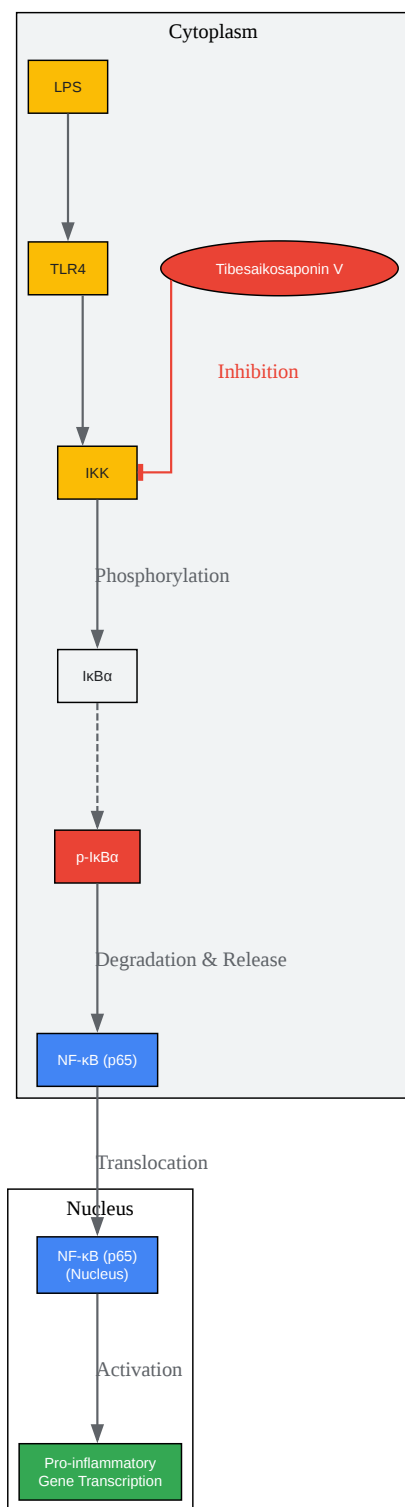 Cytoplasm
LPS
TLR4
Tibesaikosaponin V
Inhibition
IKK
Phosphorylation
IκBα
p-IκBα
Degradation & Release
NF-κB (p65)
Translocation
Nucleus
NF-κB (p65)
(Nucleus)
Activation
Pro-inflammatory
Gene Transcription